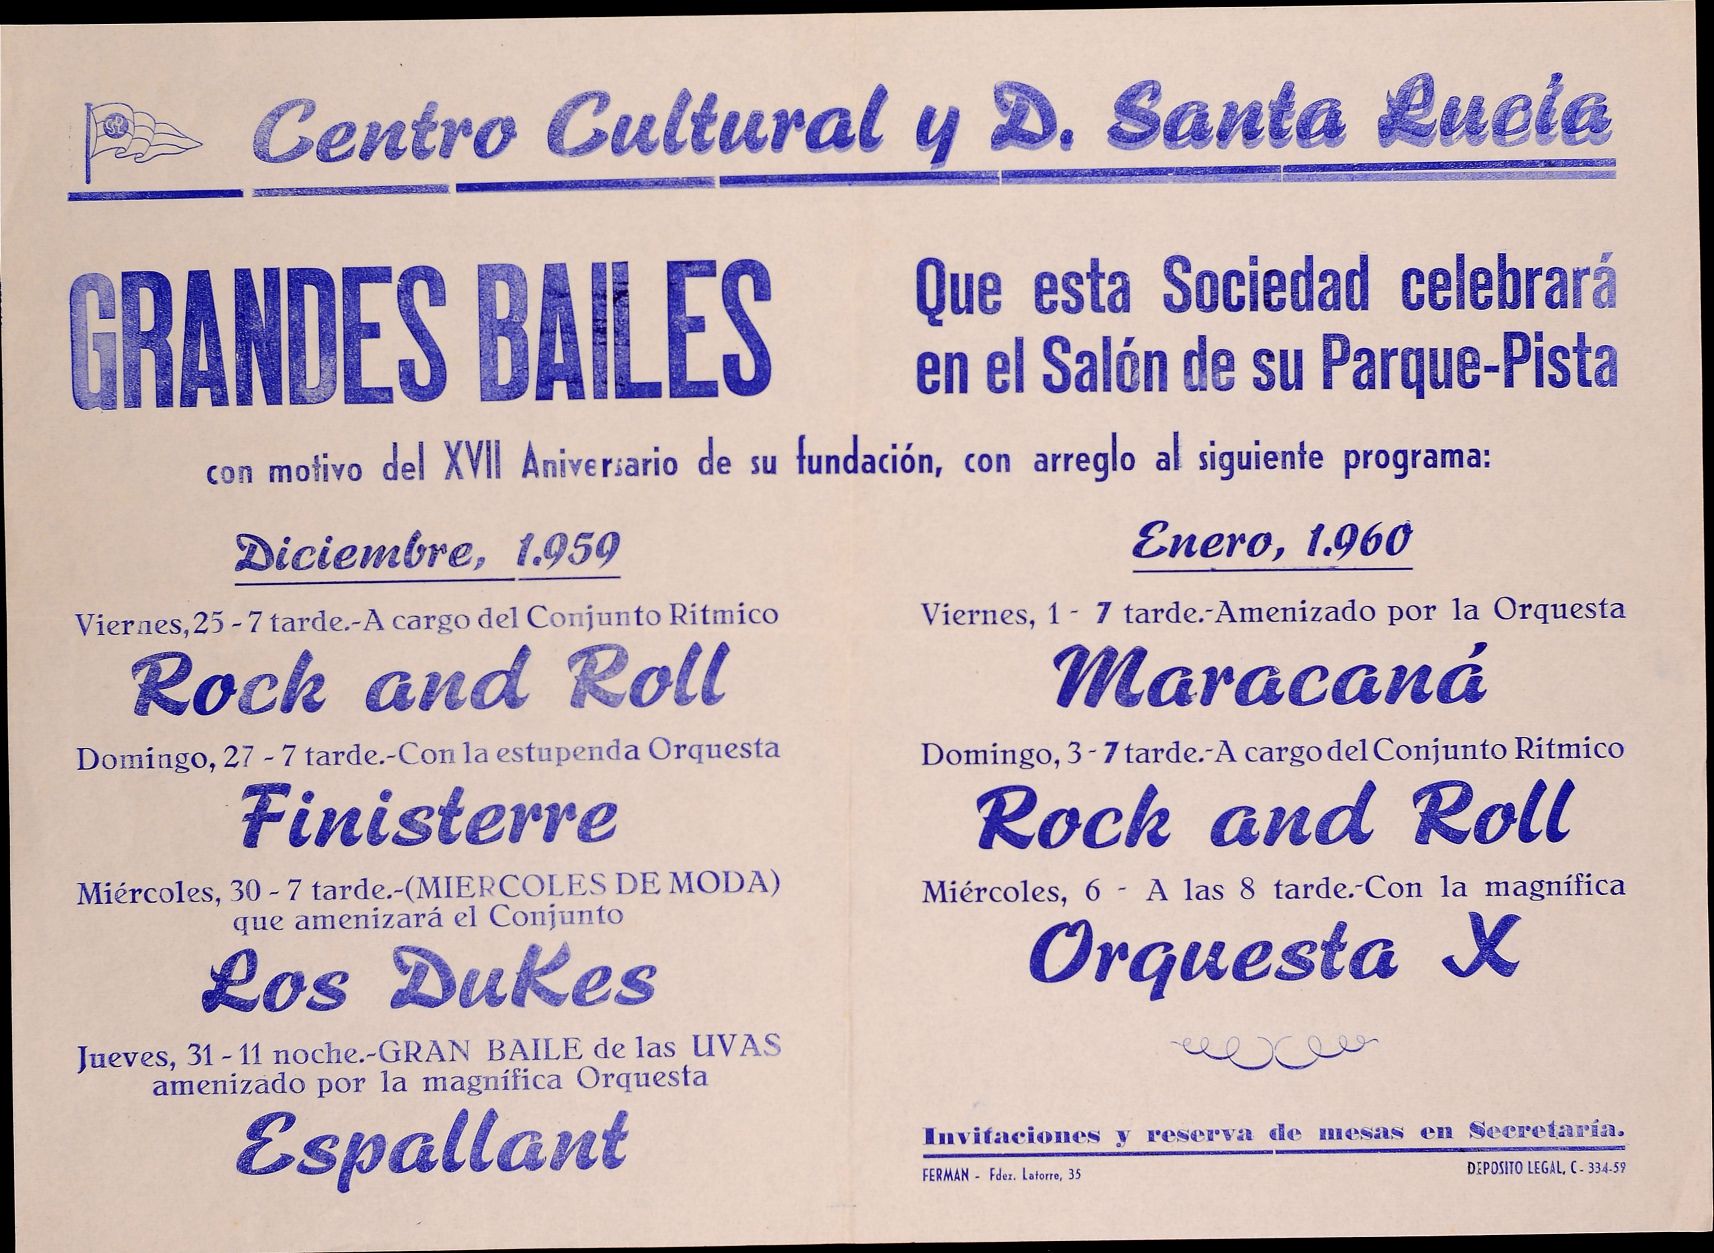 Centro Cultural y D. Santa Lucía
GRANDES BAILES
Que esta Sociedad celebrará
en el Salón de su Parque-Pista
con motivo del XVII Aniversario de su fundación, con arreglo al siguiente programa:
Diciembre, 1.959
Viernes, 25 - 7 tarde.-A cargo del Conjunto Ritmico
Rock and Roll
Domingo, 27 - 7 tarde.-Con la estupenda Orquesta
Finisterre
Miércoles, 30 - 7 tarde.-(MIERCOLES DE MODA)
que amenizará el Conjunto
Los DuKes
Jueves, 31 - 11 noche.-GRAN BAILE de las UVAS
amenizado por la magnífica Orquesta
Espallant
Enero, 1.960
Viernes, 1 - 7 tarde.-Amenizado por la Orquesta
Maracaná
Domingo, 3 - 7 tarde.-A cargo del Conjunto Ritmico
Rock and Roll
Miércoles, 6 - A las 8 tarde.-Con la magnífica
Orquesta X
Invitaciones y reserva de mesas en Secretaría.
FERMAN - Fdez. Latorre, 35
DEPOSITO LEGAL, C - 334-59